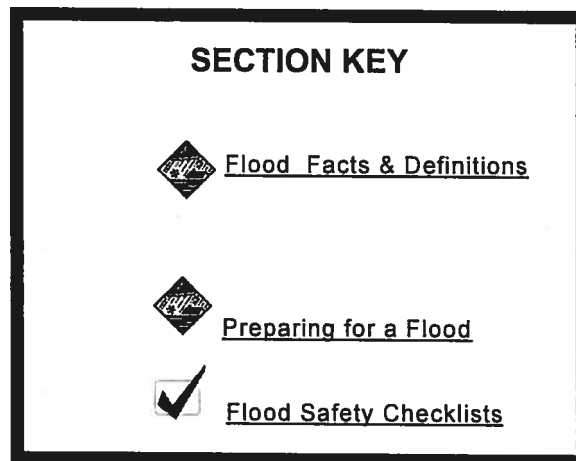 SECTION KEY
Flood Facts & Definitions
Preparing for a Flood
Flood Safety Checklists